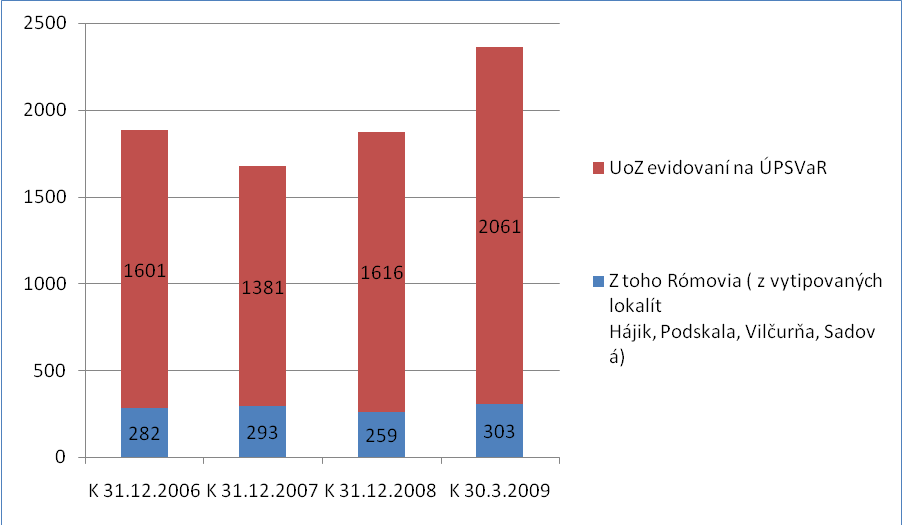 2500
2000
1500
1000
500
0
1601
1381
1616
2061
282
293
259
303
K 31.12.2006 K 31.12.2007 K 31.12.2008 K 30.3.2009
UoZ evidovaní na ÚPSVaR
Z toho Rómovia ( z vytipovaných
lokalít
Hájik, Podskala, Vilčurňa, Sadov
á)